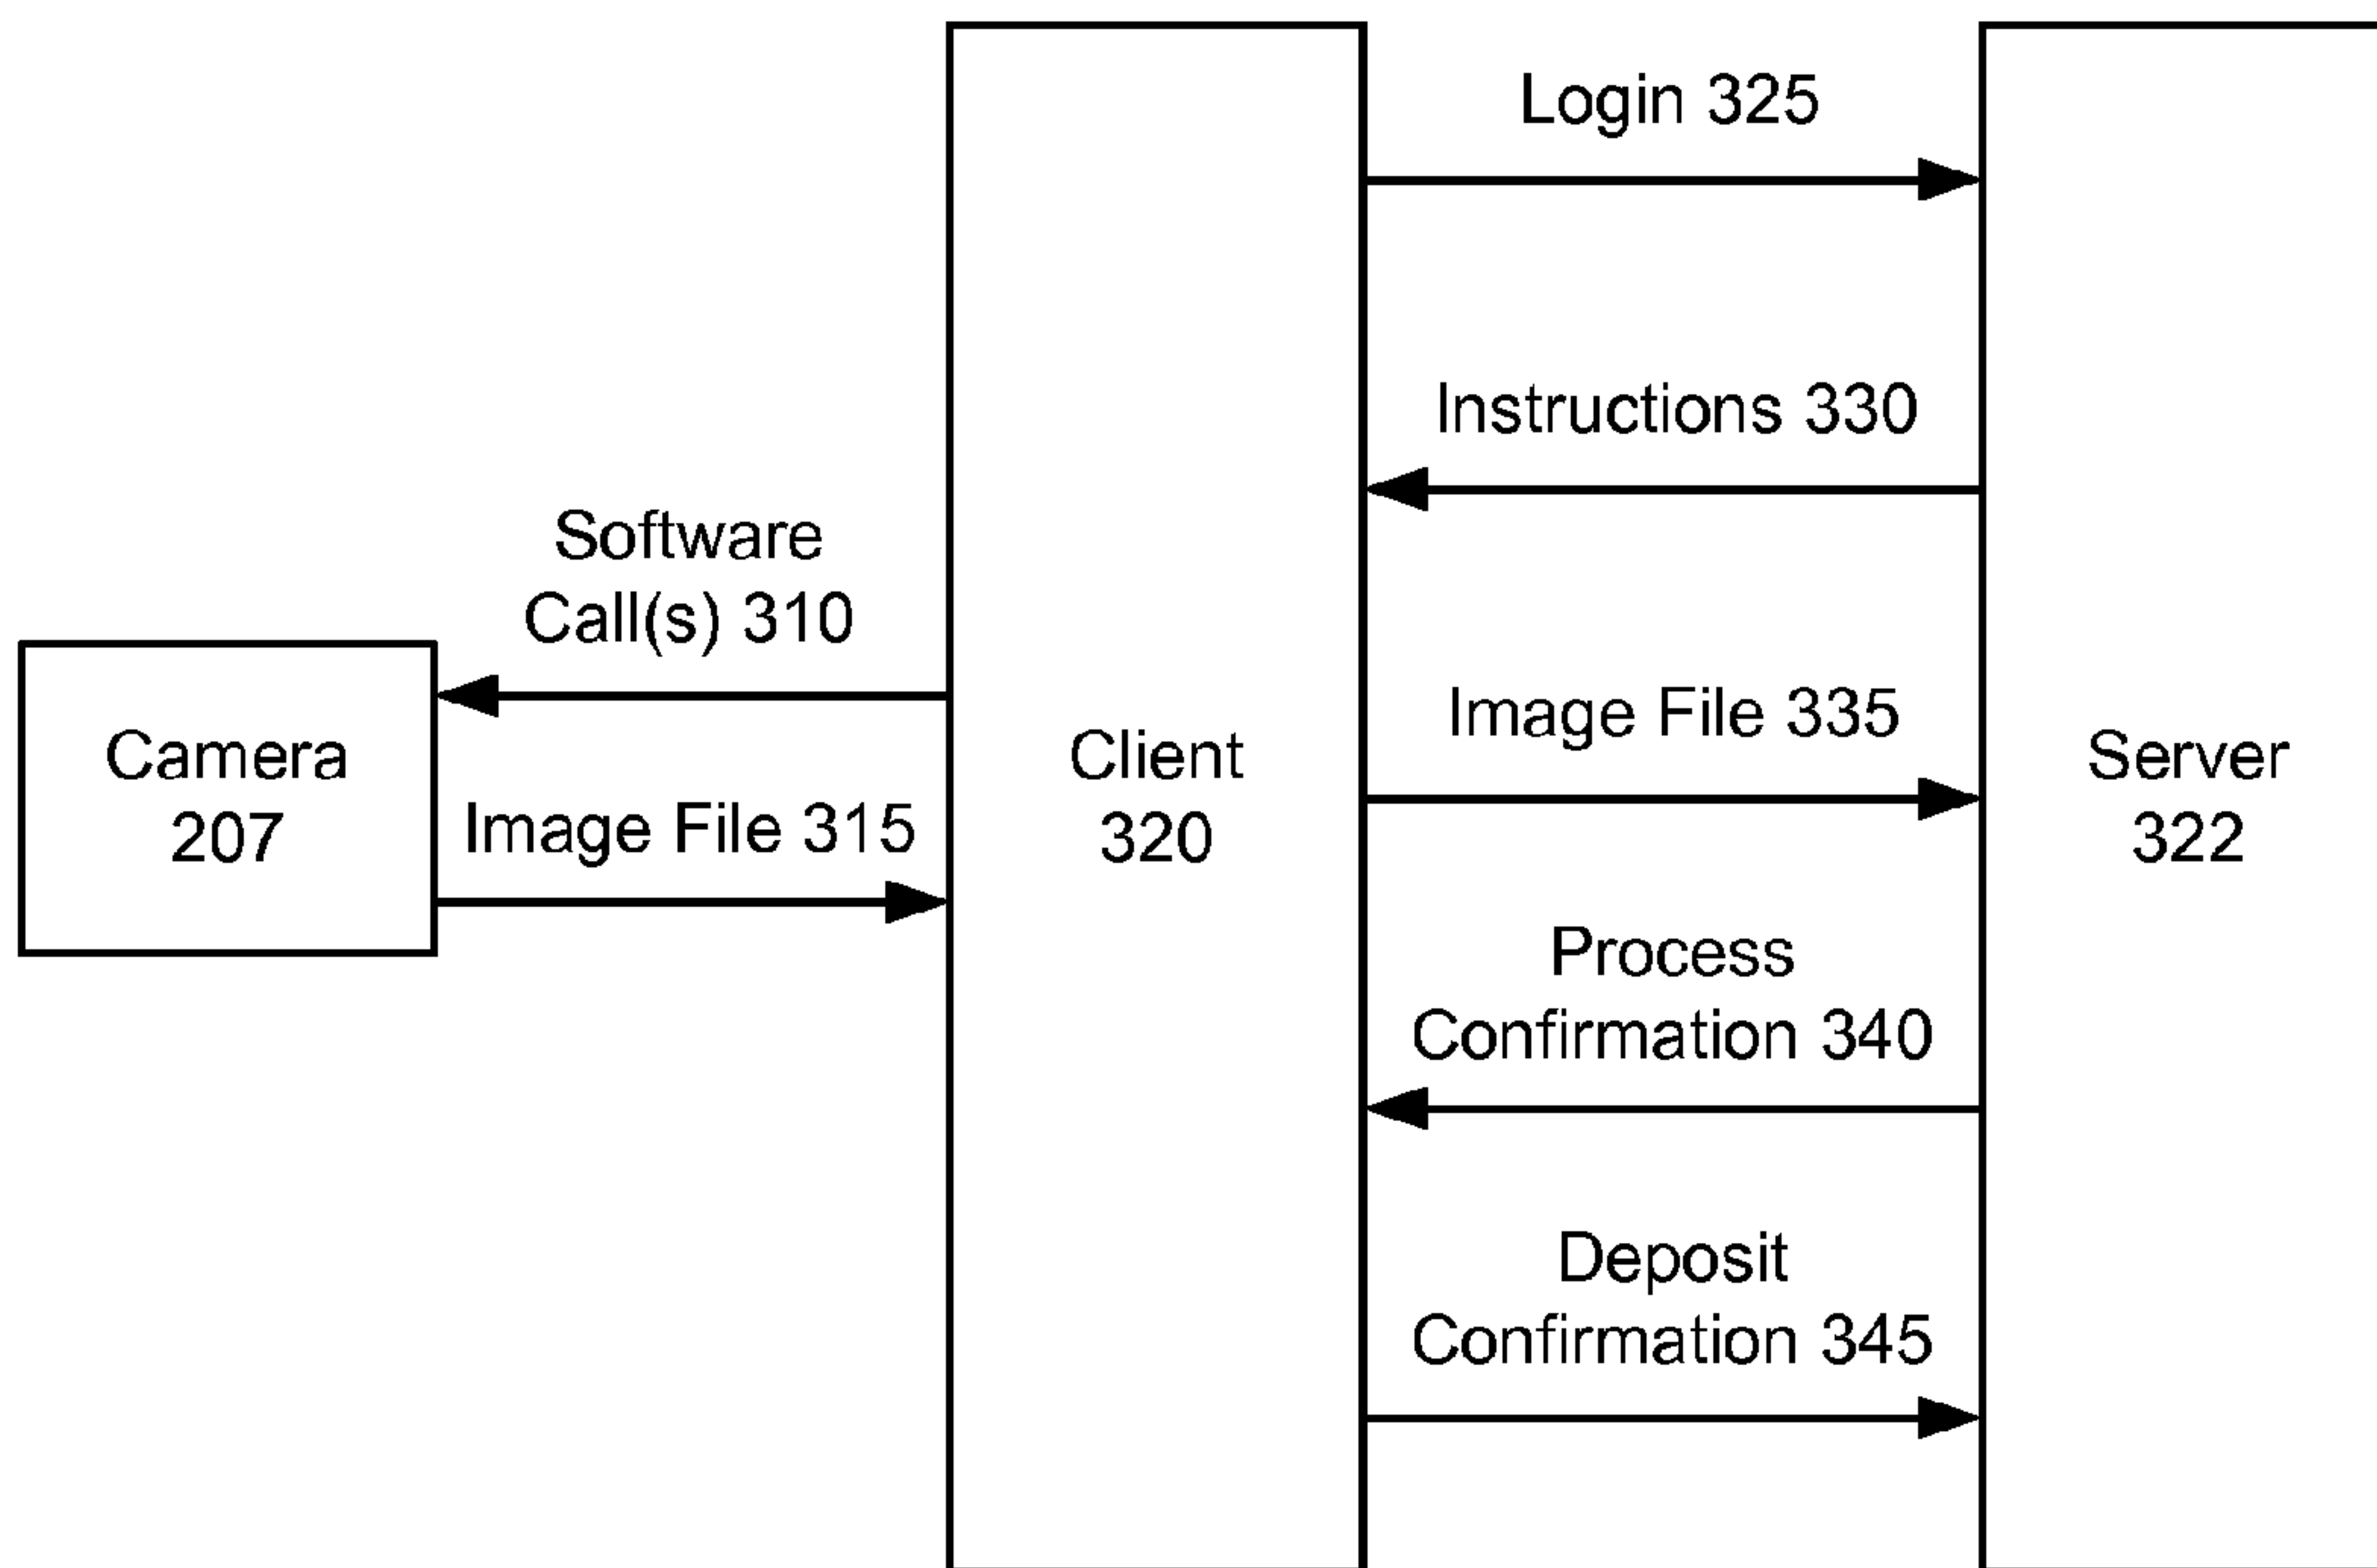 Login 325
Instructions 330
Software
Call(s) 310
Image File 335
Camera
207
Image File 315
Client
320
Server
322
Process
Confirmation 340
Deposit
Confirmation 345